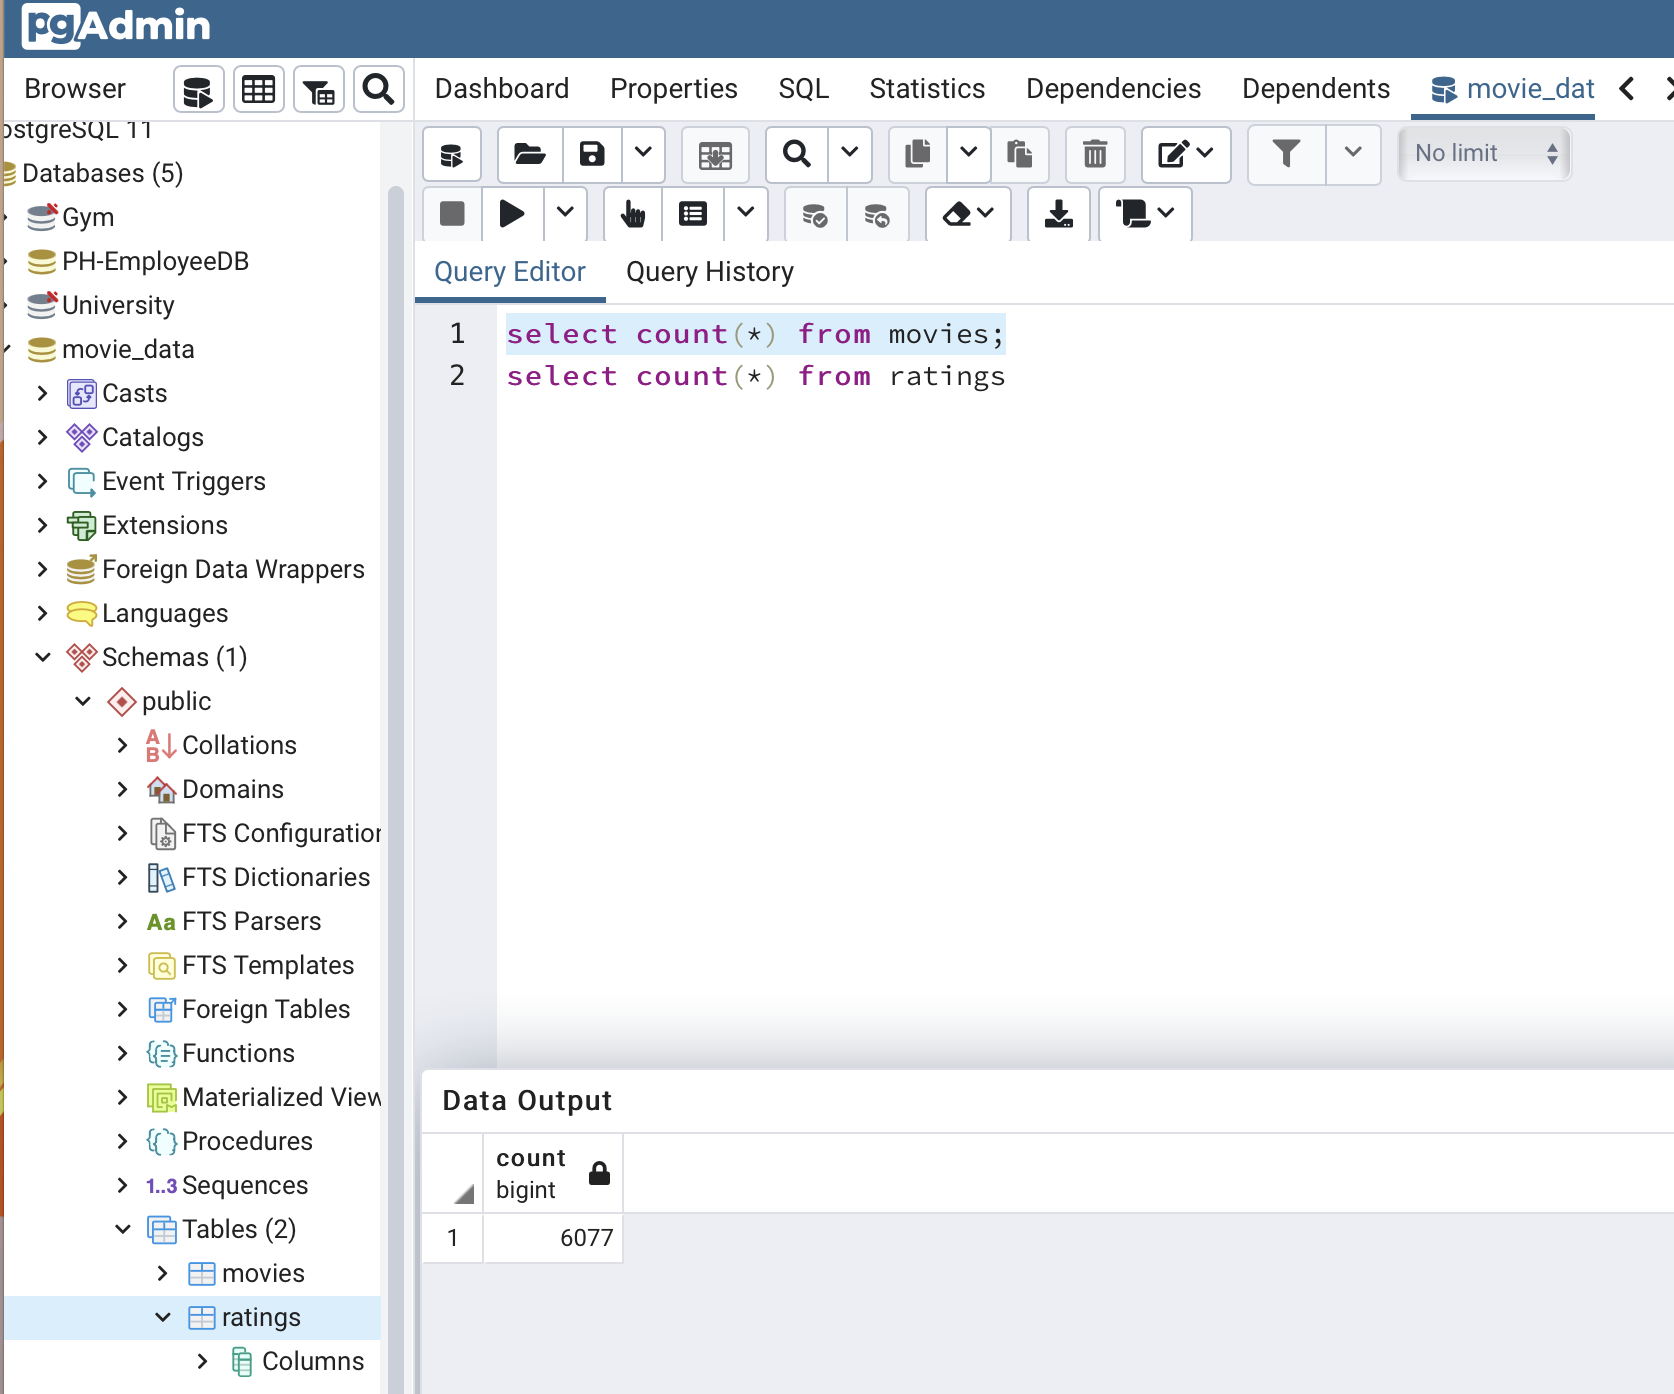 pgAdmin
Browser
Dashboard Properties SQL Statistics Dependencies Dependents movie_dat
ostgreSQL 11
Databases (5)
Gym
PH-EmployeeDB
University
movie_data
Casts
Catalogs
Event Triggers
Extensions
Foreign Data Wrappers
Languages
Schemas (1)
public
Collations
Domains
FTS Configuration
FTS Dictionaries
Aa FTS Parsers
FTS Templates
Foreign Tables
Functions
Materialized View
Procedures
1..3 Sequences
Tables (2)
movies
ratings
Columns
No limit
Query Editor Query History
1 select count(*) from movies;
2 select count(*) from ratings
Data Output
count
bigint
1 6077